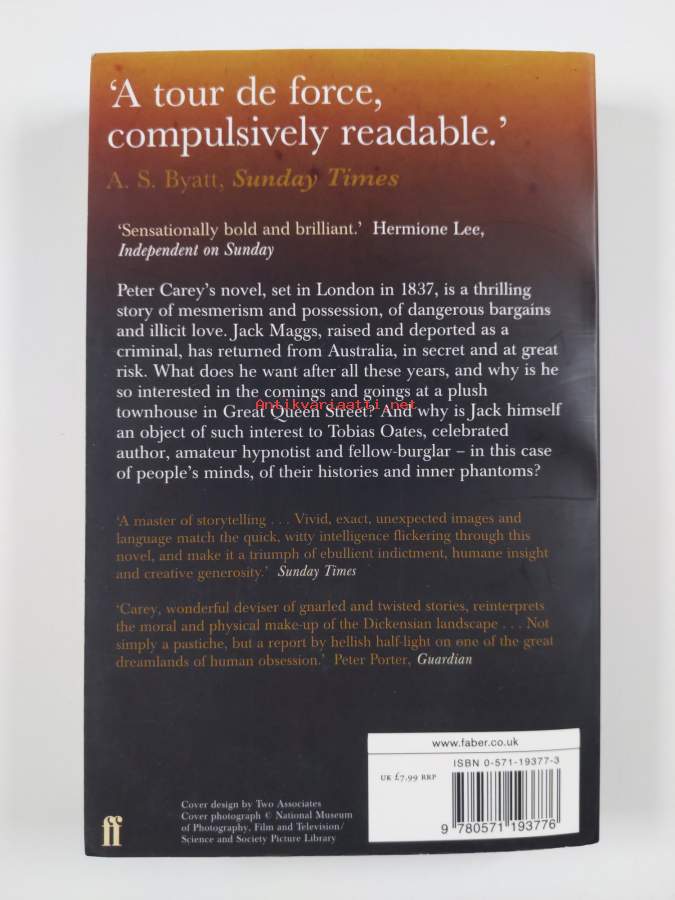 ‘A tour de force,
compulsively readable.’
A. S. Byatt, Sunday Times
‘Sensationally bold and brilliant.’ Hermione Lee,
Independent on Sunday
Peter Carey’s novel, set in London in 1837, is a thrilling
story of mesmerism and possession, of dangerous bargains
and illicit love. Jack Maggs, raised and deported as a
criminal, has returned from Australia, in secret and at great
risk. What does he want after all these years, and why is he
so interested in the comings and goings at a plush
Antikvariaatti.net
townhouse in Great Queen Street? And why is Jack himself
an object of such interest to Tobias Oates, celebrated
author, amateur hypnotist and fellow-burglar – in this case
of people’s minds, of their histories and inner phantoms?
‘A master of storytelling . . . Vivid, exact, unexpected images and
language match the quick, witty intelligence flickering through this
novel, and make it a triumph of ebullient indictment, humane insight
and creative generosity.’ Sunday Times
‘Carey, wonderful deviser of gnarled and twisted stories, reinterprets
the moral and physical make-up of the Dickensian landscape . . . Not
simply a pastiche, but a report by hellish half-light on one of the great
dreamlands of human obsession.’ Peter Porter, Guardian
www.faber.co.uk
ISBN 0-571-19377-3
UK £7.99 RRP
9 780571 193776
Cover design by Two Associates
Cover photograph © National Museum
of Photography, Film and Television/
Science and Society Picture Library
ff